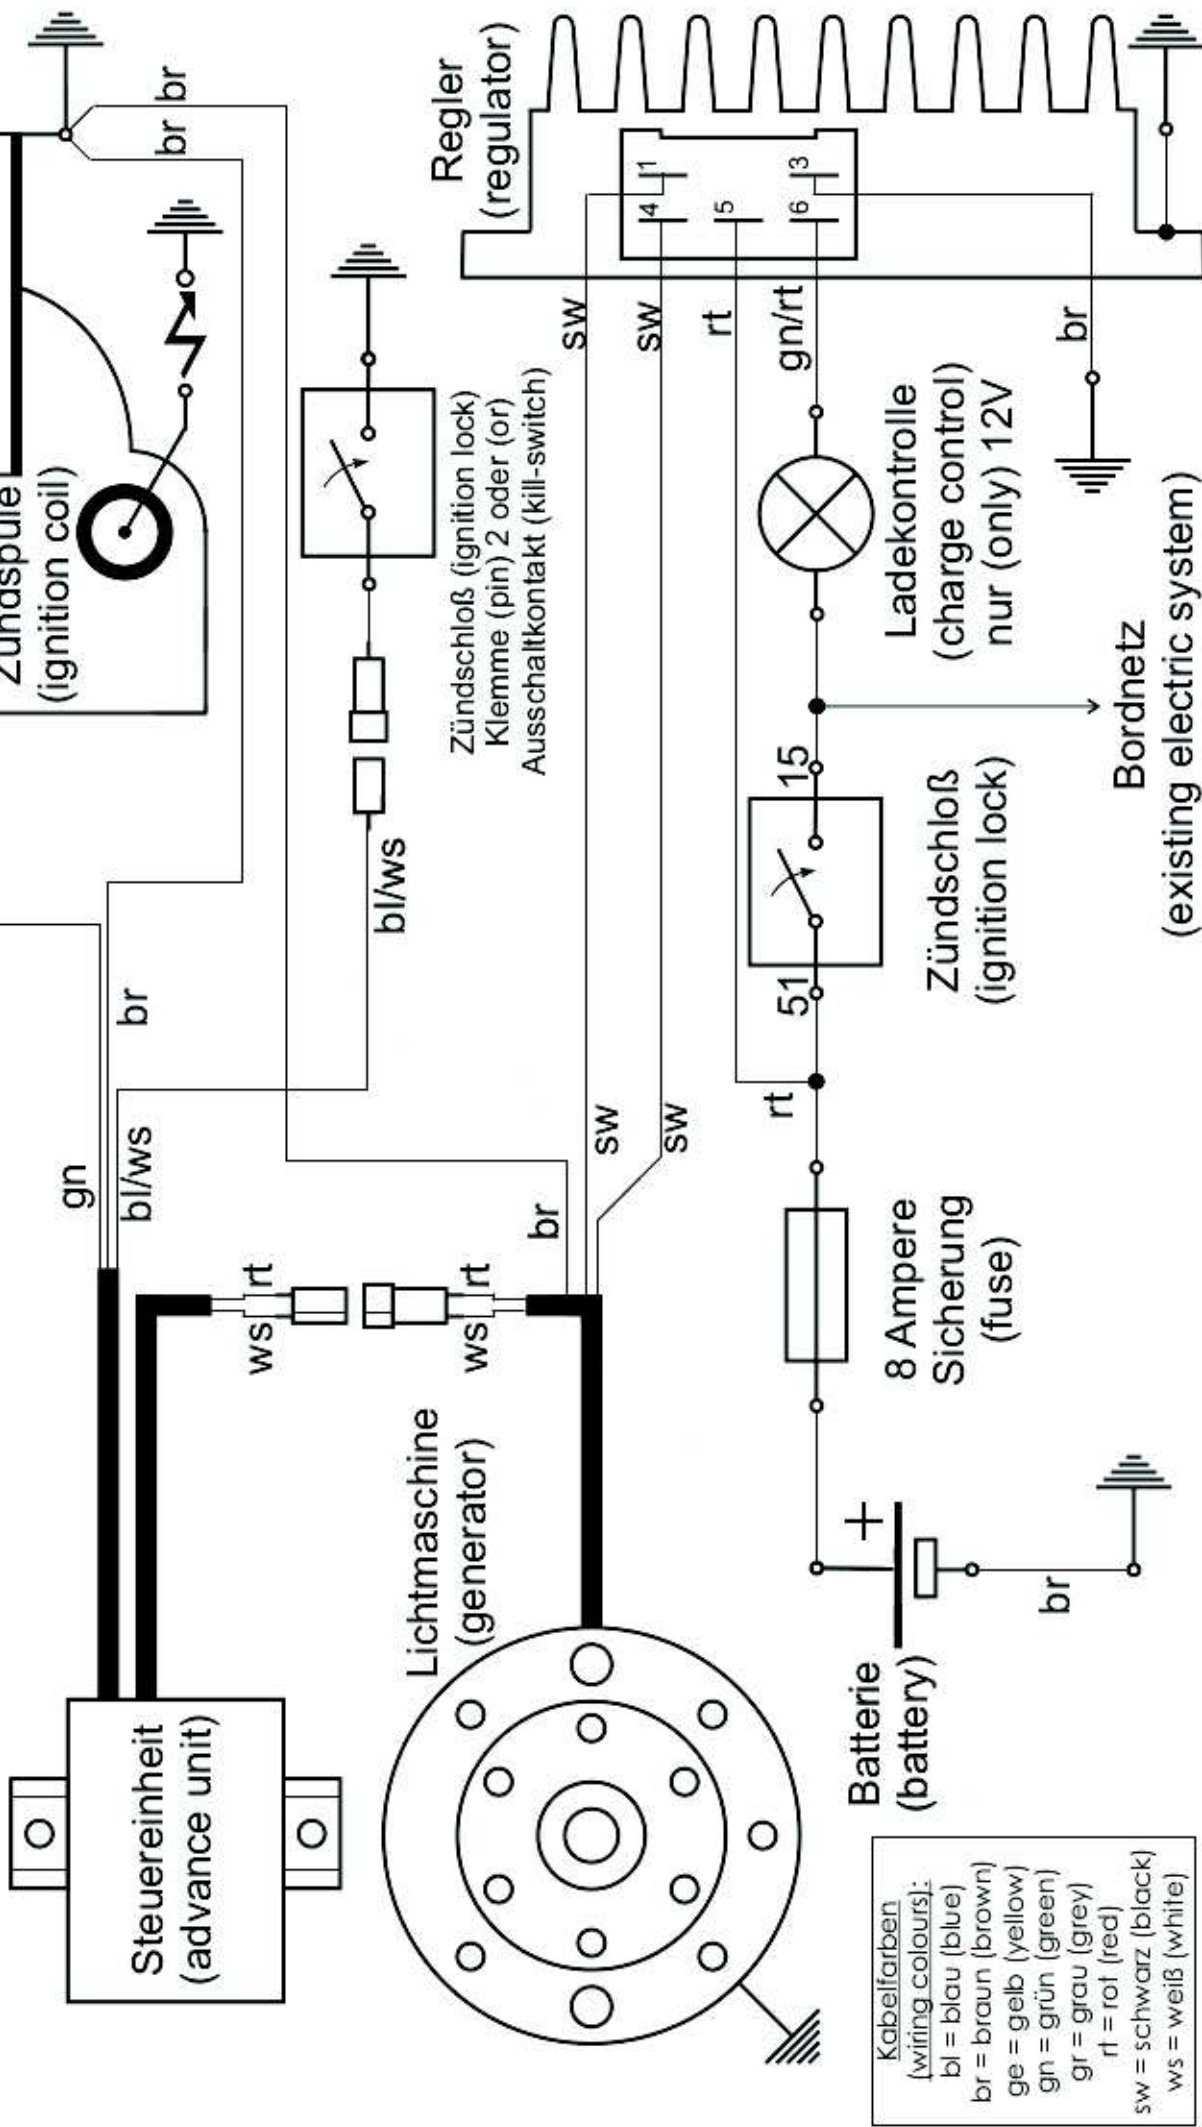 Zündspule
(ignition coil)
br
br
gn
br
bl/ws
Steuereinheit
(advance unit)
ws
rt
bl/ws
Zündschloß (ignition lock)
Klemme (pin) 2 oder (or)
Ausschaltkontakt (kill-switch)
Lichtmaschine
(generator)
ws
rt
br
sw
sw
sw
sw
rt
gn/rt
br
Regler
(regulator)
1
4
5
3
6
rt
51
15
Ladekontrolle
(charge control)
nur (only) 12V
Zündschloß
(ignition lock)
8 Ampere
Sicherung
(fuse)
Batterie
(battery)
+
br
Bordnetz
(existing electric system)
Kabelfarben
(wiring colours):
bl = blau (blue)
br = braun (brown)
ge = gelb (yellow)
gn = grün (green)
gr = grau (grey)
rt = rot (red)
sw = schwarz (black)
ws = weiß (white)